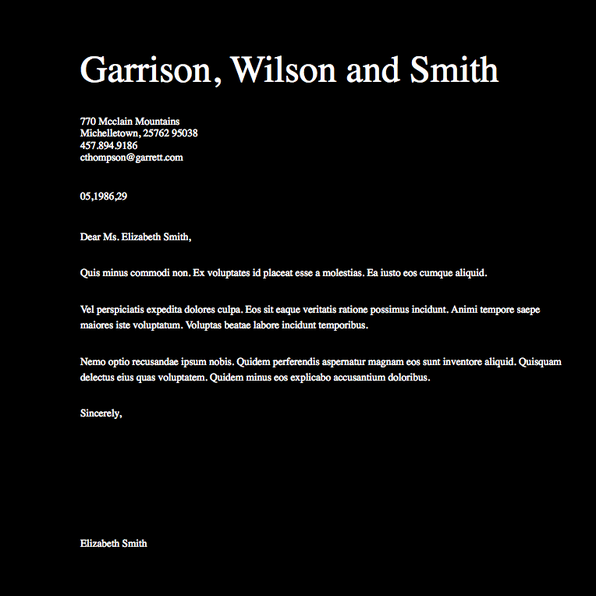 Garrison, Wilson and Smith
770 Mcclain Mountains
Michelletown, 25762 95038
457.894.9186
cthompson@garrett.com
05,1986,29
Dear Ms. Elizabeth Smith,
Quis minus commodi non. Ex voluptates id placeat esse a molestias. Ea iusto eos cumque aliquid.
Vel perspiciatis expedita dolores culpa. Eos sit eaque veritatis ratione possimus incidunt. Animi tempore saepe
maiores iste voluptatum. Voluptas beatae labore incidunt temporibus.
Nemo optio recusandae ipsum nobis. Quidem perferendis aspernatur magnam eos sunt inventore aliquid. Quisquam
delectus eius quas voluptatem. Quidem minus eos explicabo accusantium doloribus.
Sincerely,
Elizabeth Smith